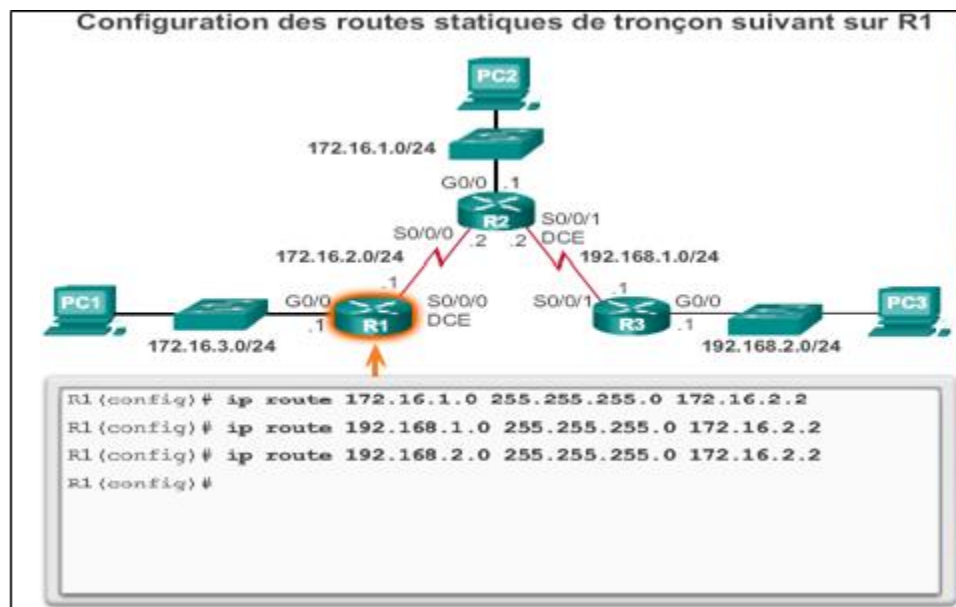 Configuration des routes statiques de tronçon suivant sur R1
PC2
172.16.1.0/24
G0/0 .1
R2
S0/0/0 .2
.2 S0/0/1
DCE
172.16.2.0/24
192.168.1.0/24
.1
.1
PC1
G0/0
.1
R1
S0/0/0
DCE
S0/0/1
R3
G0/0
.1
PC3
172.16.3.0/24
192.168.2.0/24
R1(config)# ip route 172.16.1.0 255.255.255.0 172.16.2.2
R1(config)# ip route 192.168.1.0 255.255.255.0 172.16.2.2
R1(config)# ip route 192.168.2.0 255.255.255.0 172.16.2.2
R1(config)#